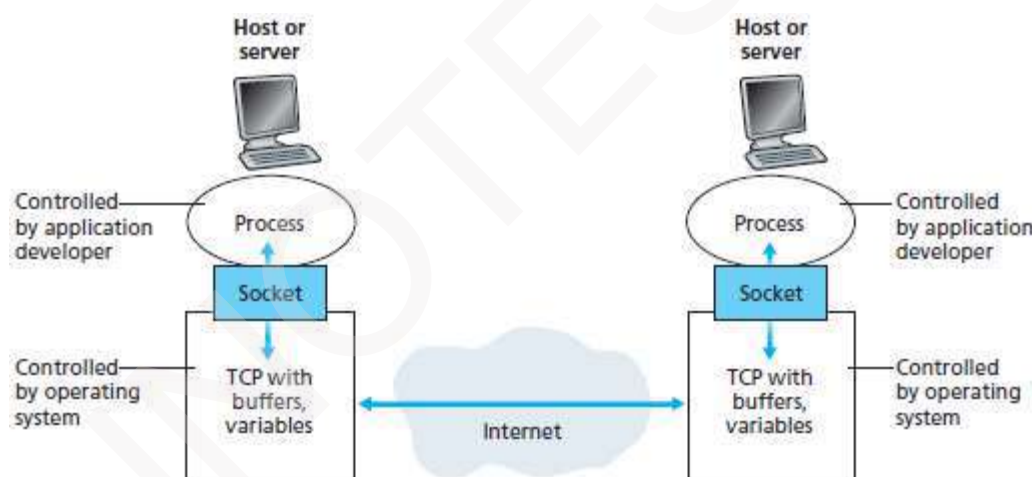 Host or
server
Host or
server
Controlled
by application
developer
Process
Process
Controlled
by application
developer
Socket
Socket
Controlled
by operating
system
TCP with
buffers,
variables
Internet
TCP with
buffers,
variables
Controlled
by operating
system